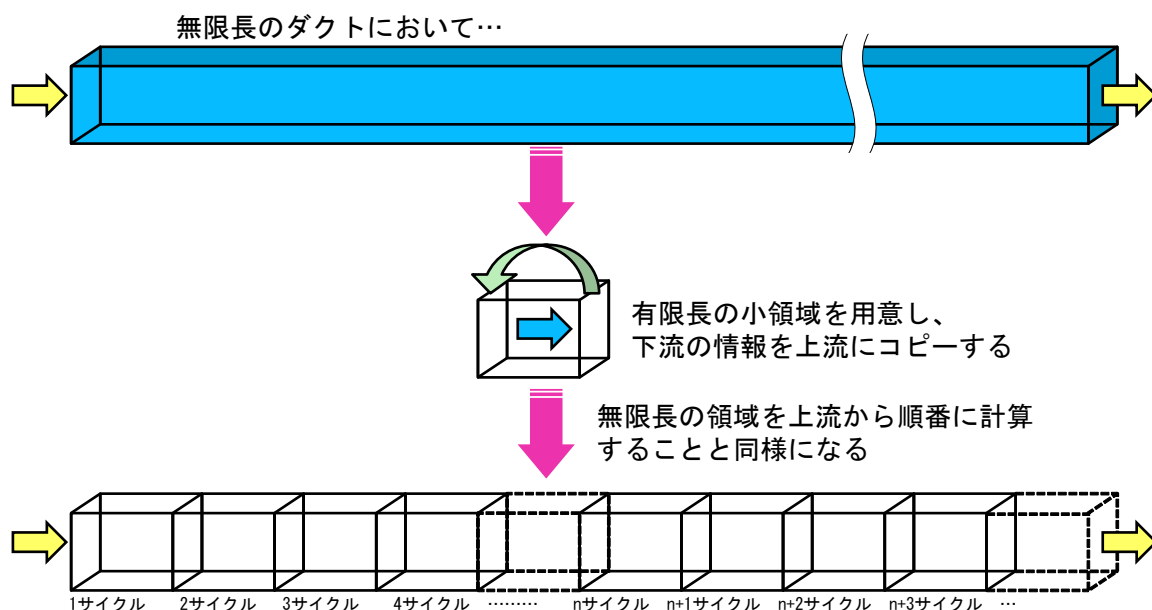 無限長のダクトにおいて…
有限長の小領域を用意し、
下流の情報を上流にコピーする
無限長の領域を上流から順番に計算
することと同様になる
1サイクル 2サイクル 3サイクル 4サイクル ……… nサイクル n+1サイクル n+2サイクル n+3サイクル …